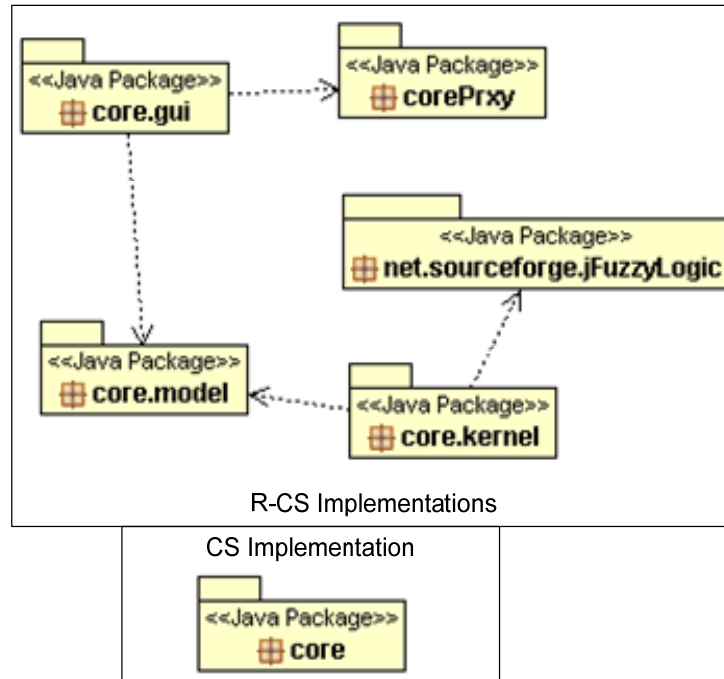 <<Java Package>>
core.gui
<<Java Package>>
corePrxy
<<Java Package>>
net.sourceforge.jFuzzyLogic
<<Java Package>>
core.model
<<Java Package>>
core.kernel
R-CS Implementations
CS Implementation
<<Java Package>>
core